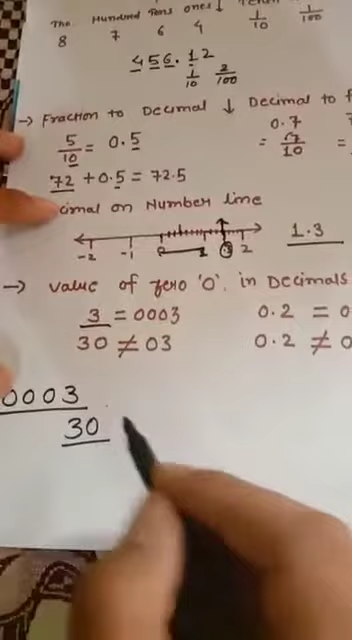 Tho. Hundred Tens ones ↓
8 7 6 4 1/10 1/100
456.12
1/10 2/100
→ Fraction to Decimal ↓ Decimal to
5/10 = 0.5
0.7
= 7/10 =
72 + 0.5 = 72.5
cimal on Number line
-2 -1 2
1.3
→ value of zero '0' in Decimals
3 = 0003 0.2 = 0
30 ≠ 03 0.2 ≠ 0
0003
30